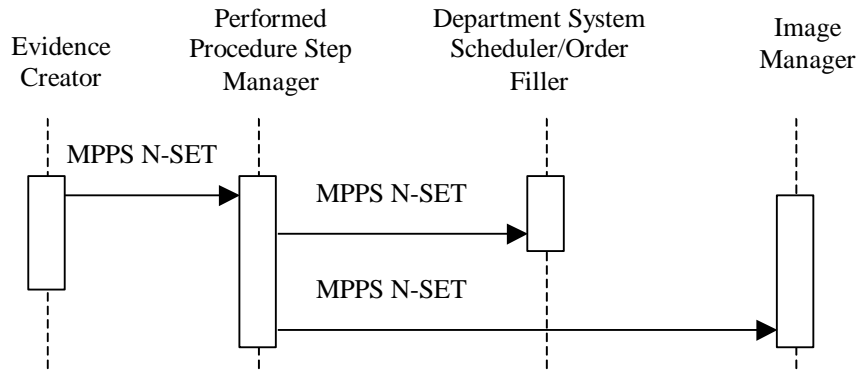 Evidence
Creator
Performed
Procedure Step
Manager
Department System
Scheduler/Order
Filler
Image
Manager
MPPS N-SET
MPPS N-SET
MPPS N-SET